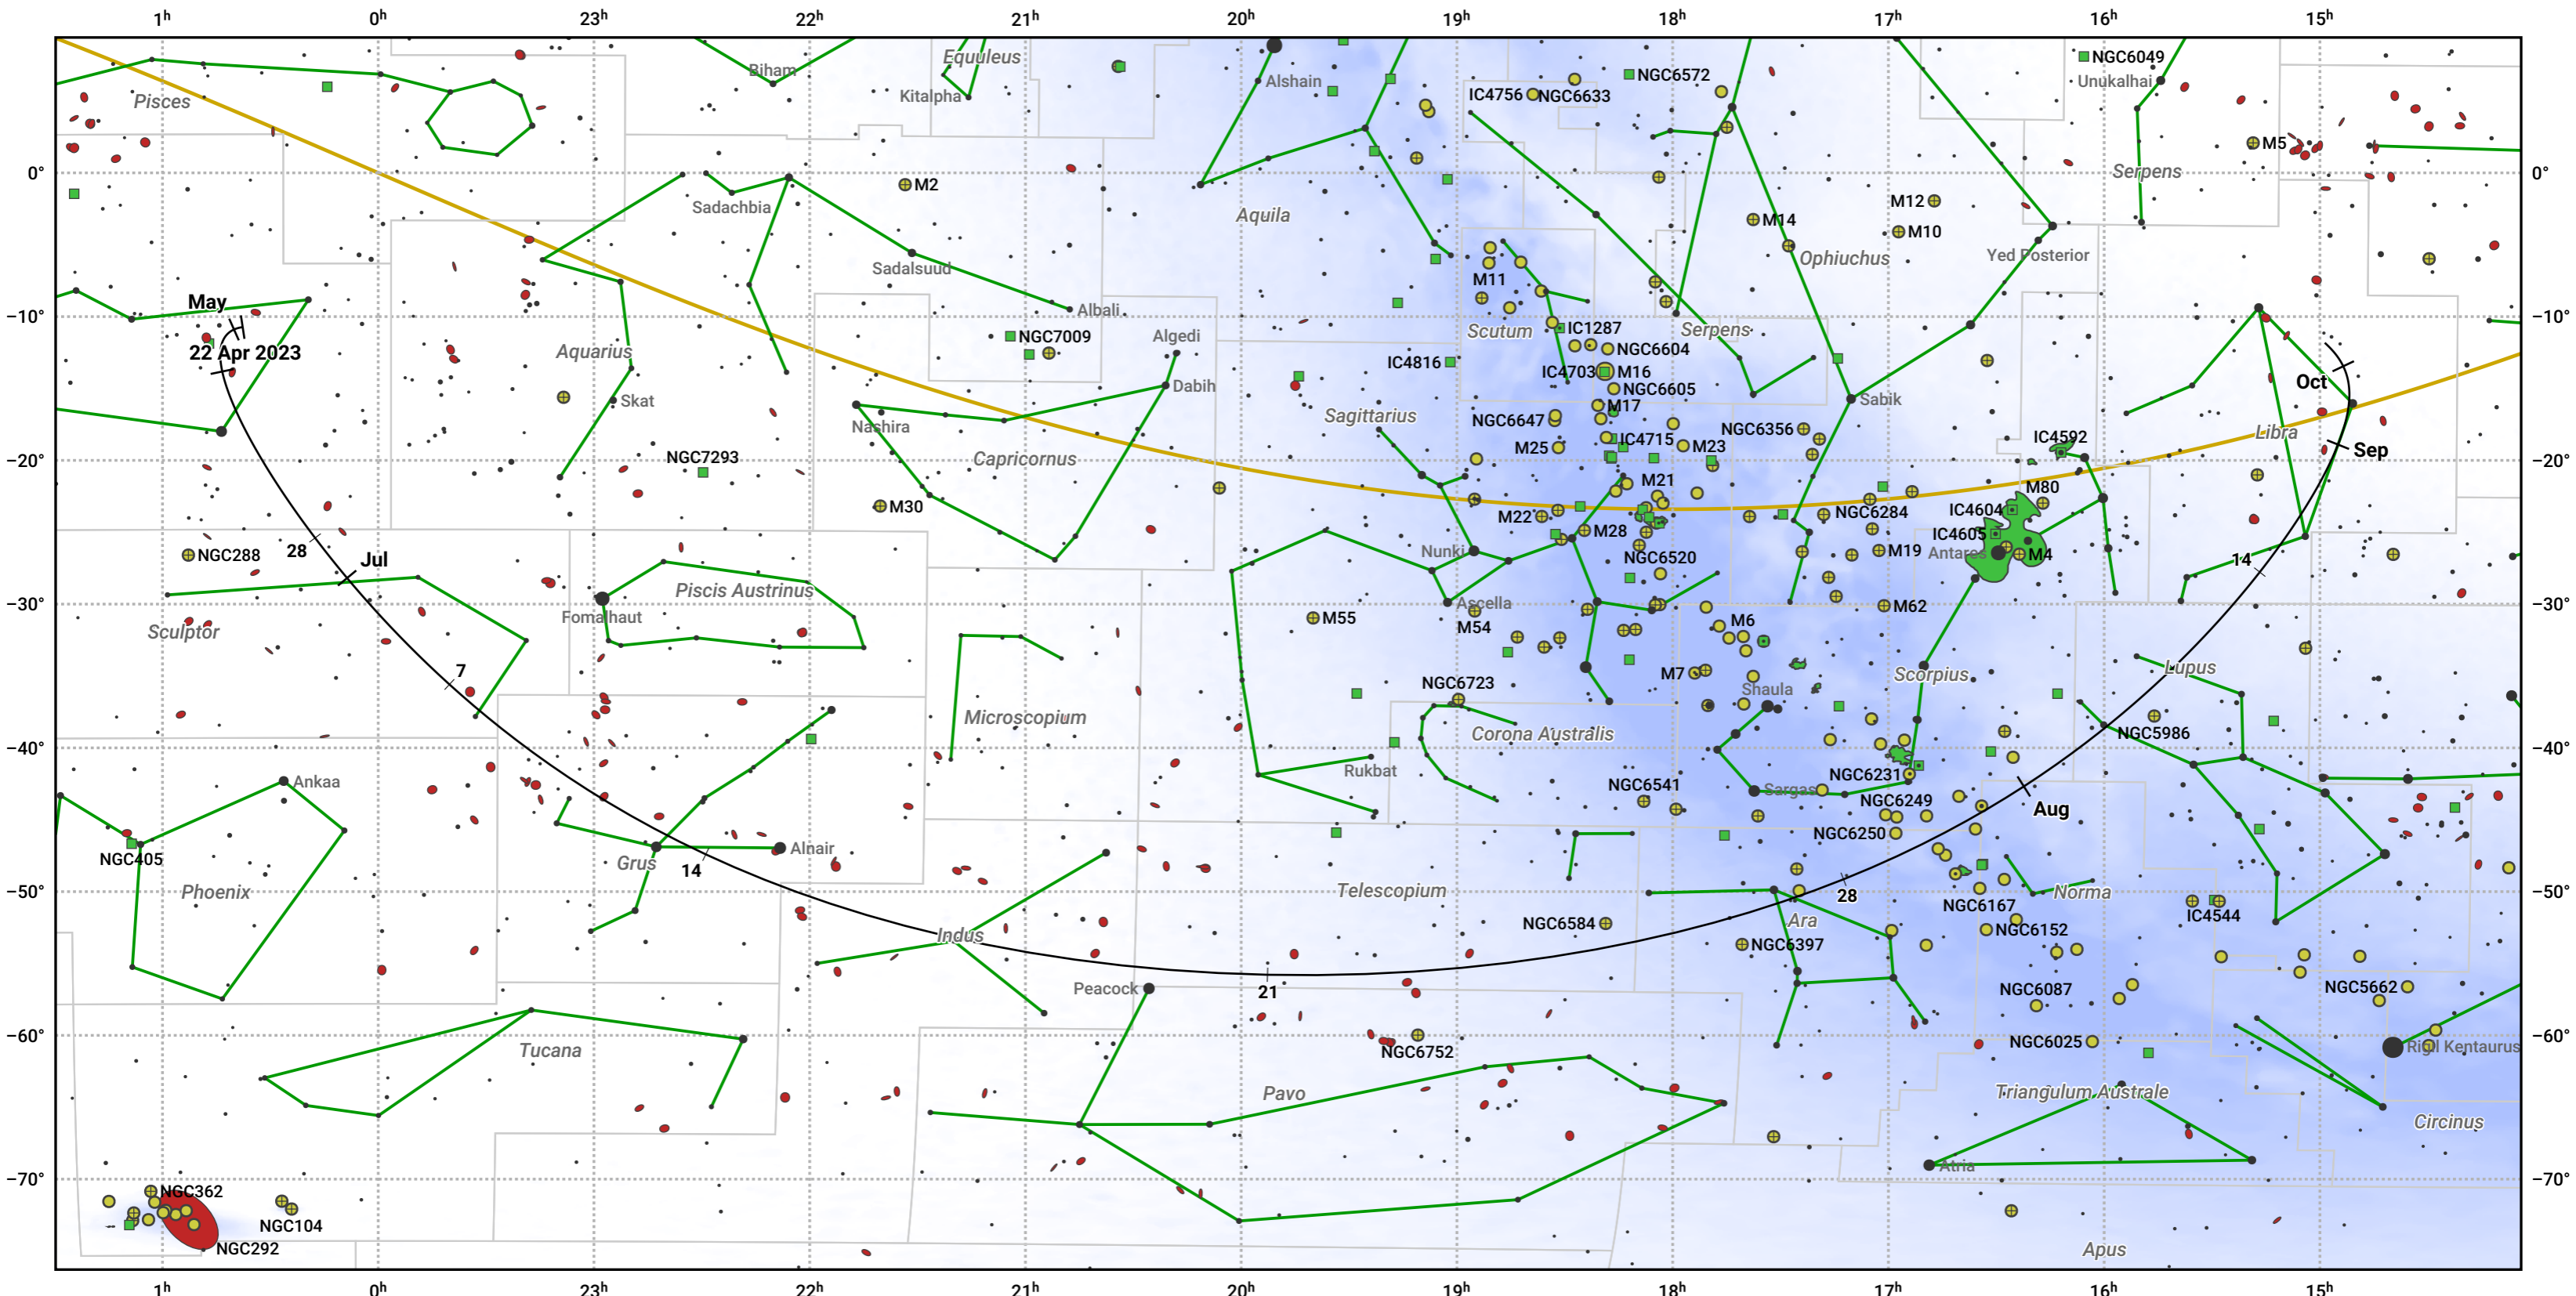 1h 0h 23h 22h 21h 20h 19h 18h 17h 16h 15h
Equuleus
Biham
Kitalpha
Pisces
Alshain
IC4756
NGC6633
NGC6572
NGC6049
Unukalhai
M5
0°
0°
Serpens
M2
Sadachbia
Aquila
M14
M12
M10
Ophiuchus
Yed Posterior
Sadalsuud
M11
May
−10°
−10°
22 Apr 2023
Albali
NGC7009
Algedi
Aquarius
Scutum
IC1287
Serpens
NGC6604
IC4816
IC4703
M16
NGC6605
Oct
Dabih
Skat
Nashira
Sagittarius
M17
NGC6647
Sabik
NGC6356
IC4715
M23
M25
IC4592
Libra
Sep
−20°
−20°
NGC7293
Capricornus
M21
M30
M22
M28
NGC6284
M80
IC4604
IC4605
NGC288
28
Jul
Nunki
NGC6520
M19
Antares
M4
14
Piscis Austrinus
−30°
−30°
Fomalhaut
Ascella
M54
M55
M62
M6
Sculptor
7
M7
Shaula
Scorpius
Lupus
NGC6723
Microscopium
Corona Australis
NGC5986
−40°
−40°
Ankaa
Rukbat
NGC6541
NGC6231
Sargas
NGC6249
Aug
NGC6250
NGC405
Grus
14
Alnair
Phoenix
−50°
−50°
Telescopium
28
Norma
NGC6167
IC4544
NGC6584
Ara
NGC6152
Indus
NGC6397
Peacock
21
NGC6087
NGC5662
−60°
−60°
Tucana
NGC6752
NGC6025
Rigil Kentaurus
Pavo
Triangulum Australe
Circinus
Atria
−70°
−70°
NGC362
NGC104
NGC292
Apus
1h 0h 23h 22h 21h 20h 19h 18h 17h 16h 15h